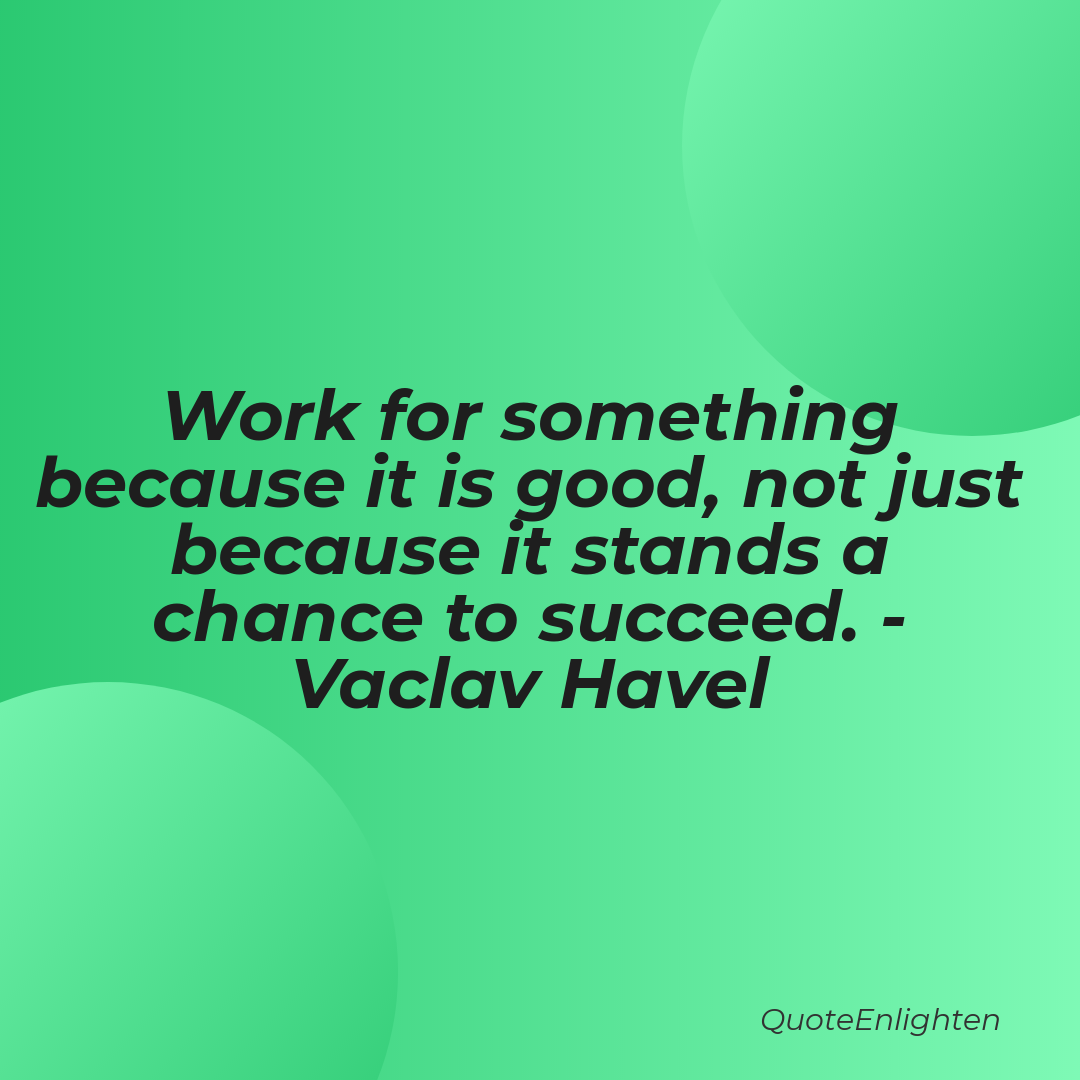 Work for something
because it is good, not just
because it stands a
chance to succeed. -
Vaclav Havel
QuoteEnlighten